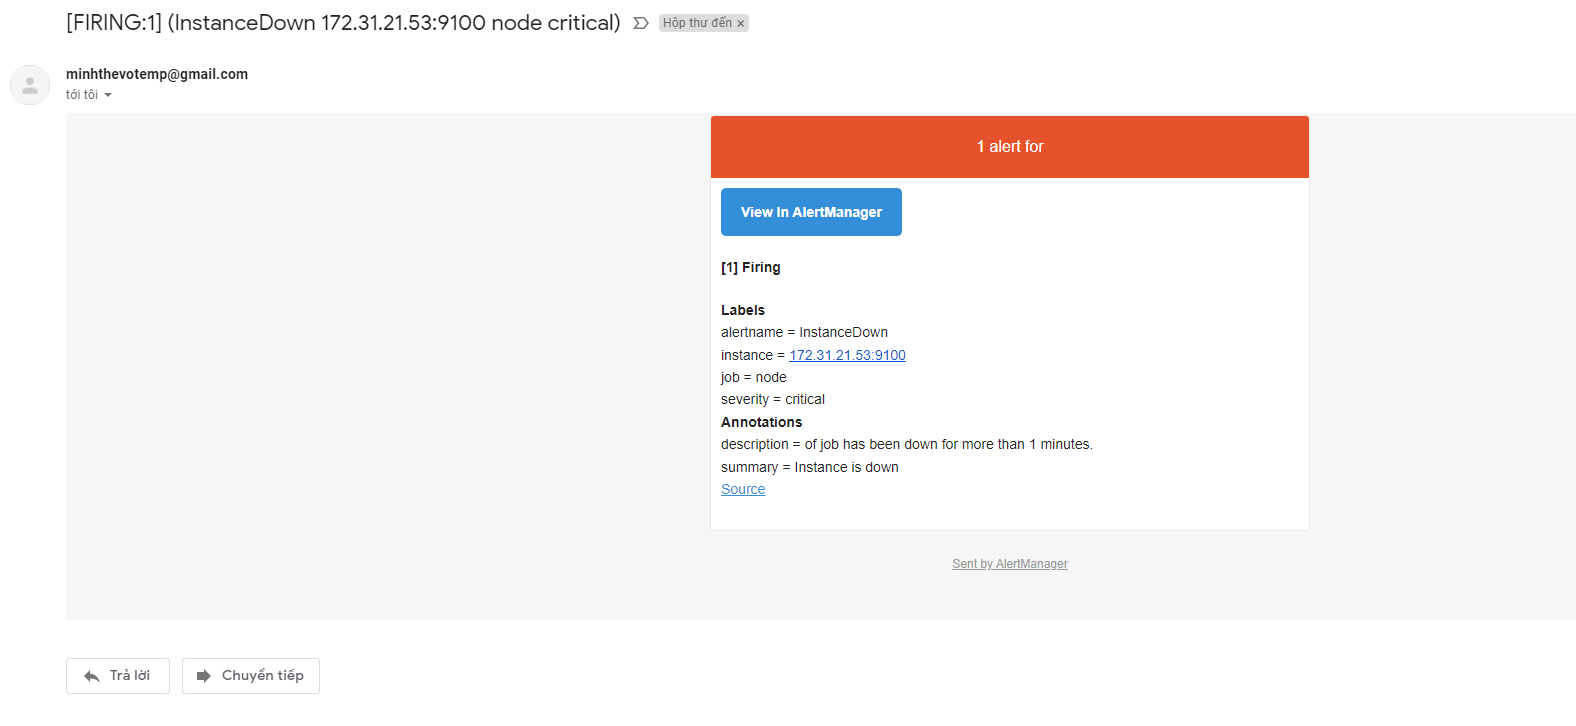 [FIRING:1] (InstanceDown 172.31.21.53:9100 node critical) Hộp thư đến ×
minhthevotemp@gmail.com
tới tôi
1 alert for
View In AlertManager
[1] Firing
Labels
alertname = InstanceDown
instance = 172.31.21.53:9100
job = node
severity = critical
Annotations
description = of job has been down for more than 1 minutes.
summary = Instance is down
Source
Sent by AlertManager
Trả lời
Chuyển tiếp